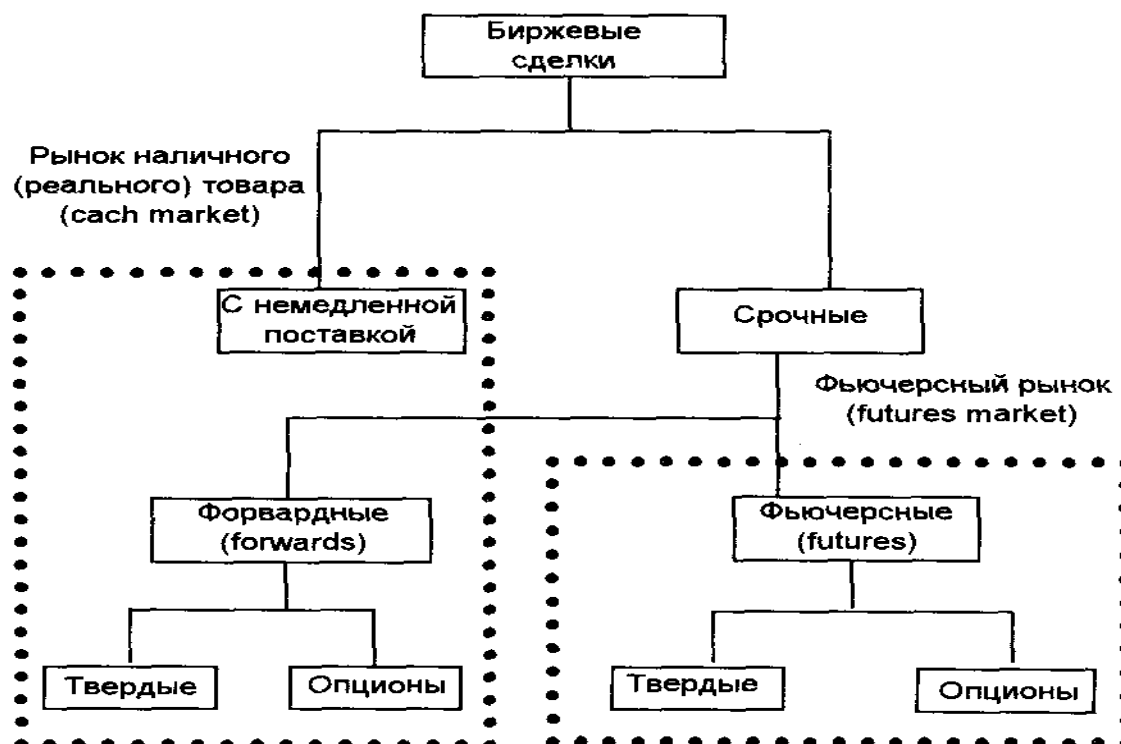 Биржевые
сделки
Рынок наличного
(реального) товара
(cach market)
С немедленной
поставкой
Срочные
Фьючерсный рынок
(futures market)
Форвардные
(forwards)
Фьючерсные
(futures)
Твердые
Опционы
Твердые
Опционы